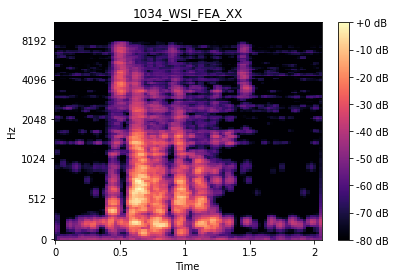 1034_WSI_FEA_XX
8192
4096
2048
1024
512
0
Hz
0
0.5
1
1.5
2
Time
+0 dB
-10 dB
-20 dB
-30 dB
-40 dB
-50 dB
-60 dB
-70 dB
-80 dB